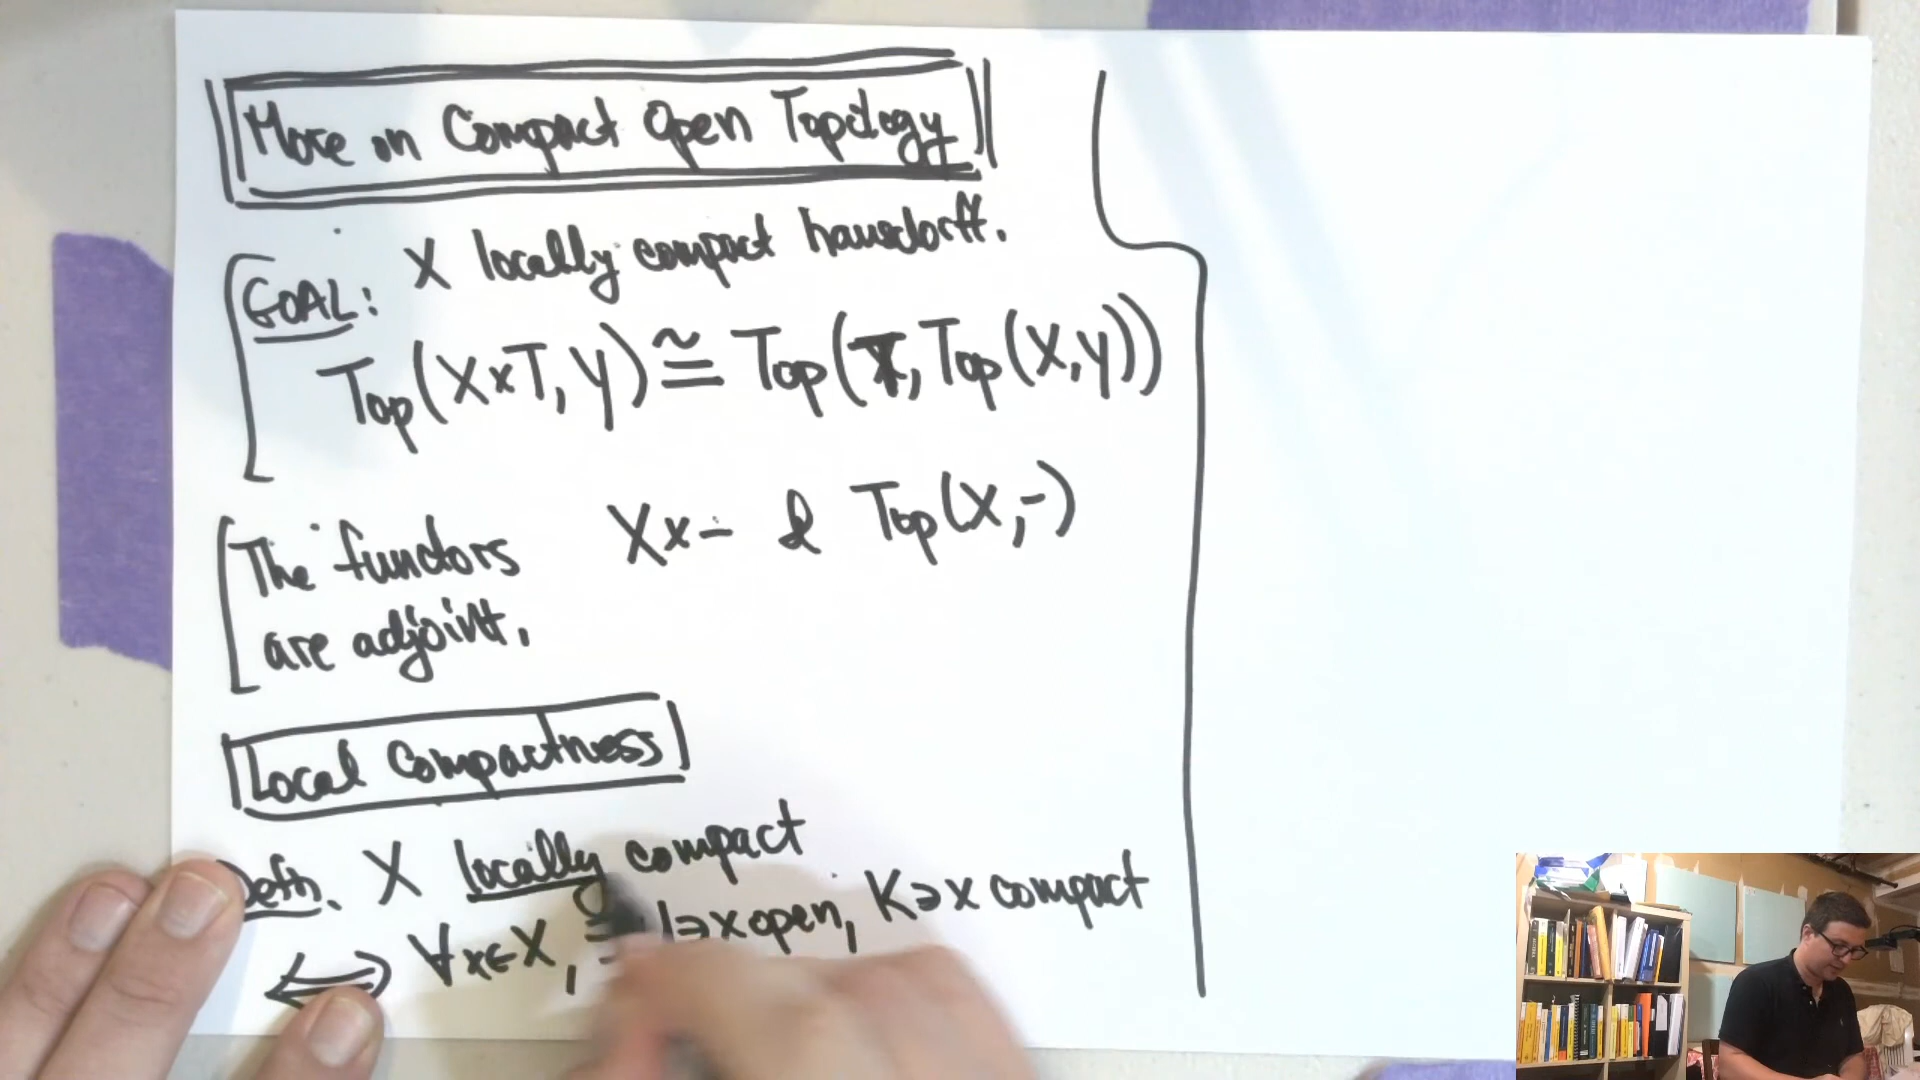 More on Compact Open Topology
GOAL: X locally compact hausdorff.
Top(X×T, Y) ≅ Top(T, Top(X,Y))
The functors X×- & Top(X,-)
are adjoint.
Local Compactness
Defn. X locally compact
⟺ ∀x∈X, ∃ U∋x open, K∋x compact